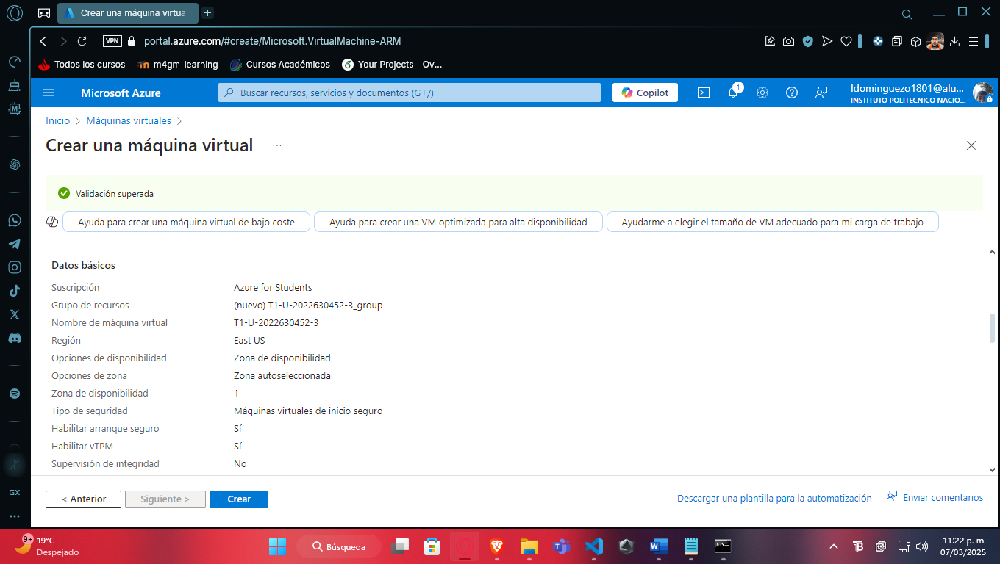 Crear una máquina virtual
VPN
portal.azure.com/#create/Microsoft.VirtualMachine-ARM
Todos los cursos
m4gm-learning
Cursos Académicos
Your Projects - Ov...
Microsoft Azure
Buscar recursos, servicios y documentos (G+/)
Copilot
1
ldominguezo1801@alu...
INSTITUTO POLITECNICO NACIO...
Inicio > Máquinas virtuales >
Crear una máquina virtual ...
Validación superada
Ayuda para crear una máquina virtual de bajo coste
Ayuda para crear una VM optimizada para alta disponibilidad
Ayudarme a elegir el tamaño de VM adecuado para mi carga de trabajo
Datos básicos
Suscripción Azure for Students
Grupo de recursos (nuevo) T1-U-2022630452-3_group
Nombre de máquina virtual T1-U-2022630452-3
Región East US
Opciones de disponibilidad Zona de disponibilidad
Opciones de zona Zona autoseleccionada
Zona de disponibilidad 1
Tipo de seguridad Máquinas virtuales de inicio seguro
Habilitar arranque seguro Sí
Habilitar vTPM Sí
Supervisión de integridad No
< Anterior
Siguiente >
Crear
Descargar una plantilla para la automatización
Enviar comentarios
GX
9+
19°C
Despejado
Búsqueda
11:22 p. m.
07/03/2025